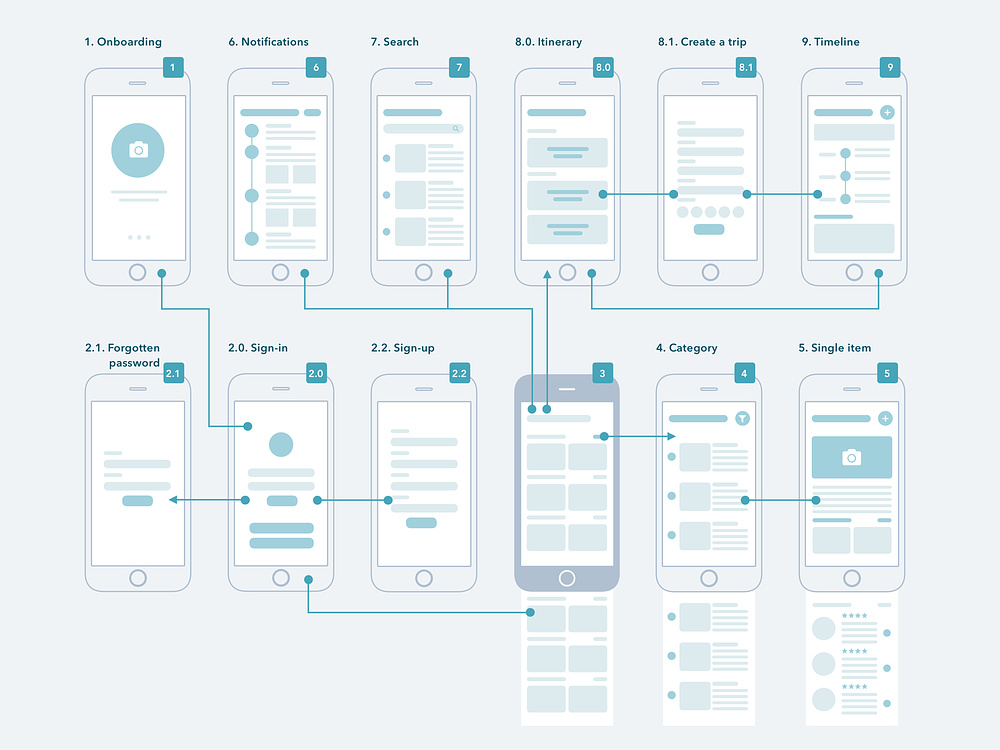 1. Onboarding
6. Notifications
7. Search
8.0. Itinerary
8.1. Create a trip
9. Timeline
1
6
7
8.0
8.1
9
2.1. Forgotten
password
2.0. Sign-in
2.2. Sign-up
4. Category
5. Single item
2.1
2.0
2.2
3
4
5